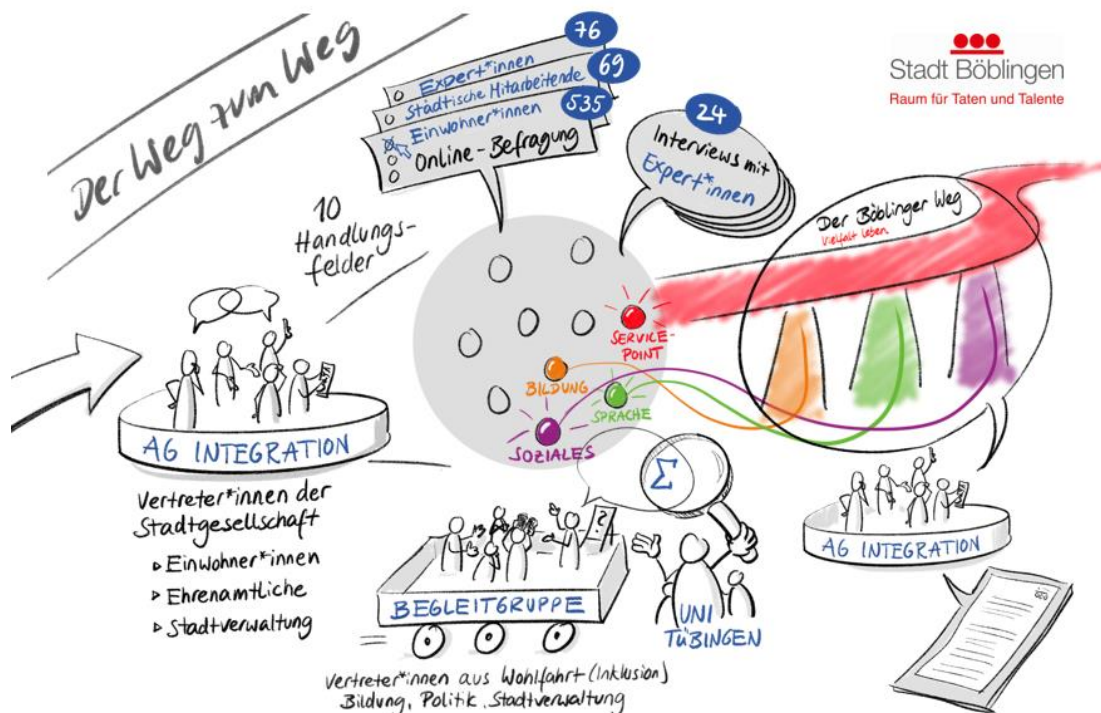 Der Weg zum Weg
76
Expert*innen
69
Städtische Mitarbeitende
535
Einwohner*innen
Online-Befragung
24
Interviews mit
Expert*innen
Stadt Böblingen
Raum für Taten und Talente
10
Handlungs-
felder
Der Böblinger Weg
Vielfalt leben.
SERVICE-
POINT
BILDUNG
SPRACHE
SOZIALES
AG INTEGRATION
Vertreter*innen der
Stadtgesellschaft
▹ Einwohner*innen
▹ Ehrenamtliche
▹ Stadtverwaltung
Σ
?
BEGLEITGRUPPE
UNI
TÜBINGEN
Vertreter*innen aus Wohlfahrt (Inklusion)
Bildung, Politik, Stadtverwaltung
AG INTEGRATION